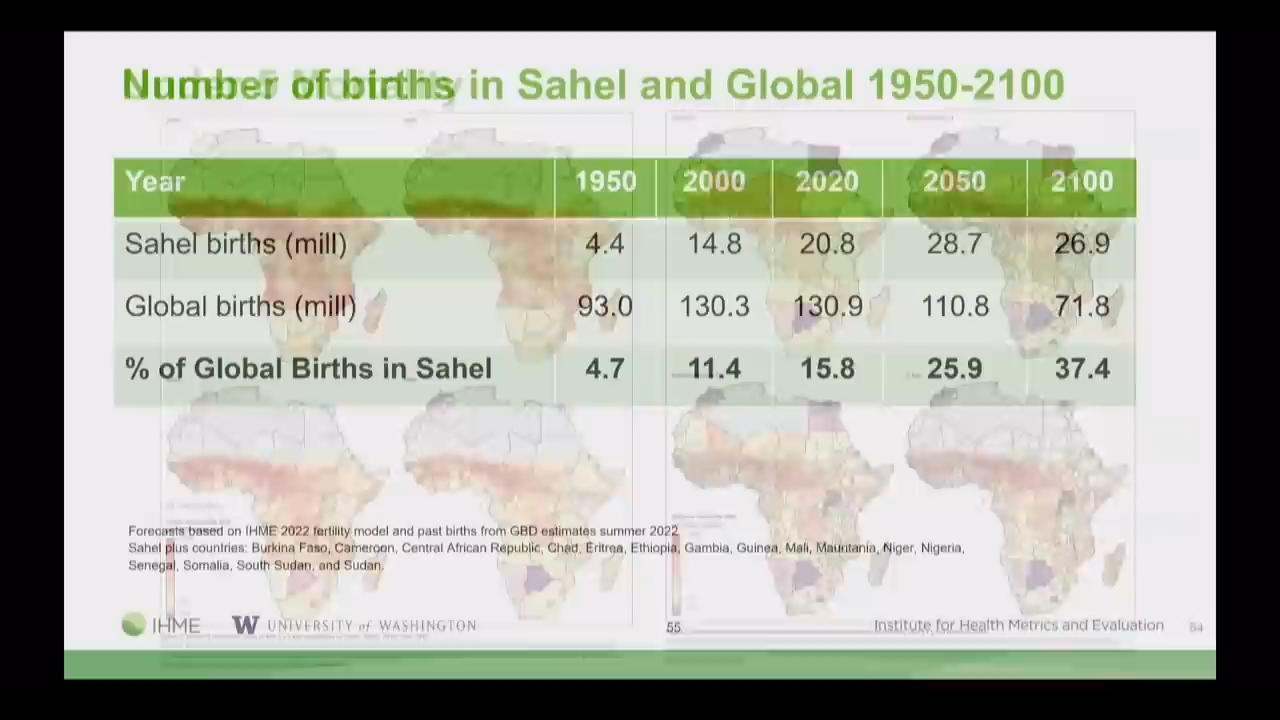 Number of births in Sahel and Global 1950-2100
Year 1950 2000 2020 2050 2100
Sahel births (mill) 4.4 14.8 20.8 28.7 26.9
Global births (mill) 93.0 130.3 130.9 110.8 71.8
% of Global Births in Sahel 4.7 11.4 15.8 25.9 37.4
Forecasts based on IHME 2022 fertility model and past births from GBD estimates summer 2022
Sahel plus countries: Burkina Faso, Cameroon, Central African Republic, Chad, Eritrea, Ethiopia, Gambia, Guinea, Mali, Mauritania, Niger, Nigeria,
Senegal, Somalia, South Sudan, and Sudan.
IHME W UNIVERSITY of WASHINGTON 55 Institute for Health Metrics and Evaluation